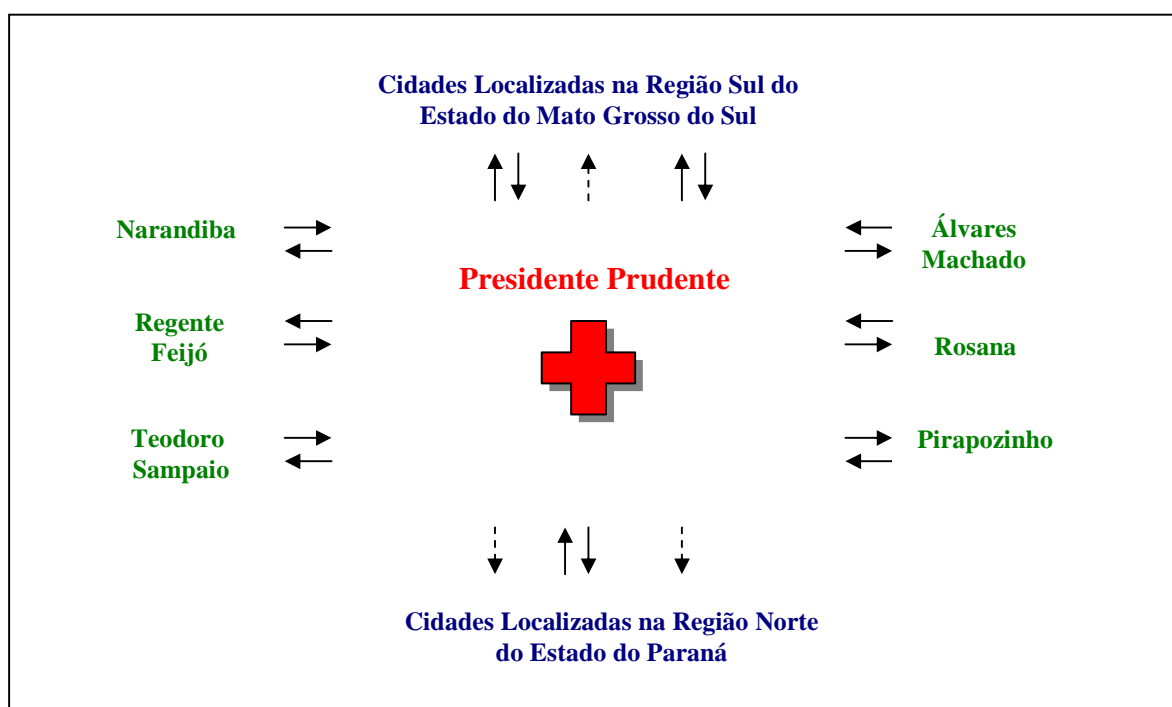 Cidades Localizadas na Região Sul do
Estado do Mato Grosso do Sul
Narandiba
Álvares
Machado
Presidente Prudente
Regente
Feijó
Rosana
Teodoro
Sampaio
Pirapozinho
Cidades Localizadas na Região Norte
do Estado do Paraná